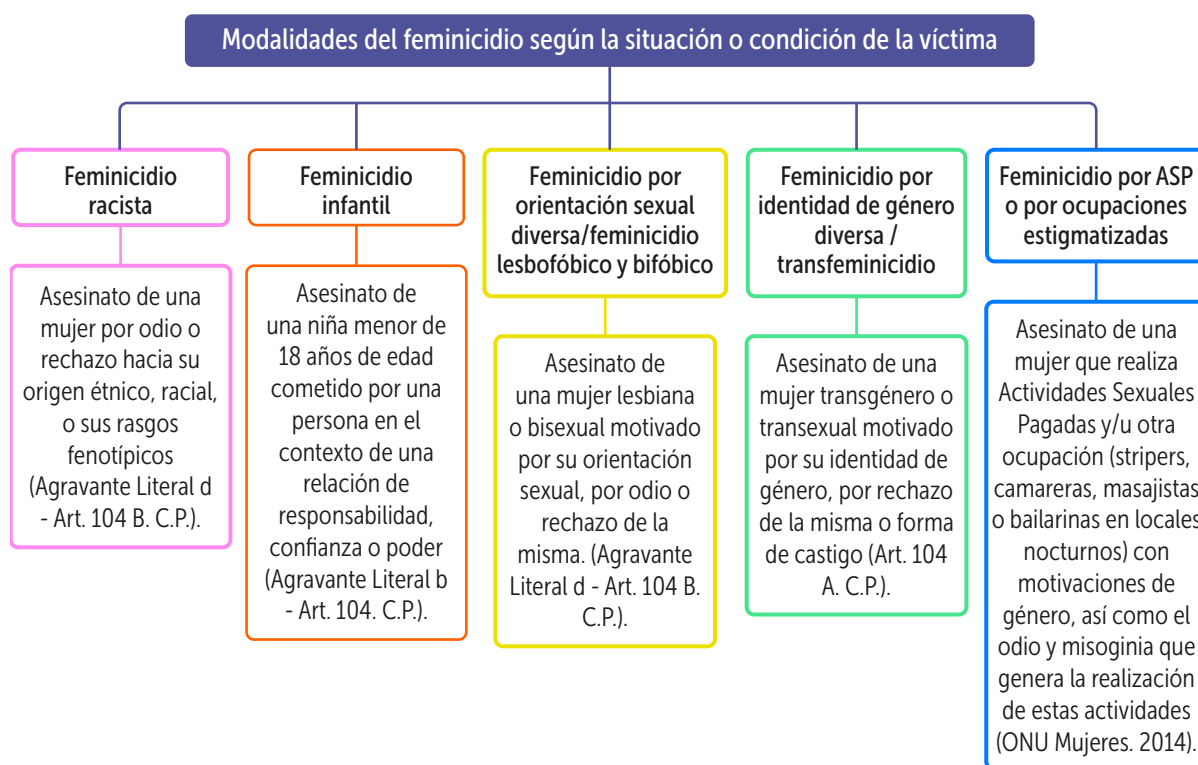 Modalidades del feminicidio según la situación o condición de la víctima
Feminicidio
racista
Asesinato de una
mujer por odio o
rechazo hacia su
origen étnico, racial,
o sus rasgos
fenotípicos
(Agravante Literal d
- Art. 104 B. C.P.).
Feminicidio
infantil
Asesinato de
una niña menor de
18 años de edad
cometido por una
persona en el
contexto de una
relación de
responsabilidad,
confianza o poder
(Agravante Literal b
- Art. 104. C.P.).
Feminicidio por
orientación sexual
diversa/feminicidio
lesbofóbico y bifóbico
Asesinato de
una mujer lesbiana
o bisexual motivado
por su orientación
sexual, por odio o
rechazo de la
misma. (Agravante
Literal d - Art. 104 B.
C.P.).
Feminicidio por
identidad de género
diversa /
transfeminicidio
Asesinato de una
mujer transgénero o
transexual motivado
por su identidad de
género, por rechazo
de la misma o forma
de castigo (Art. 104
A. C.P.).
Feminicidio por ASP
o por ocupaciones
estigmatizadas
Asesinato de una
mujer que realiza
Actividades Sexuales
Pagadas y/u otra
ocupación (stripers,
camareras, masajistas
o bailarinas en locales
nocturnos) con
motivaciones de
género, así como el
odio y misoginia que
genera la realización
de estas actividades
(ONU Mujeres. 2014).